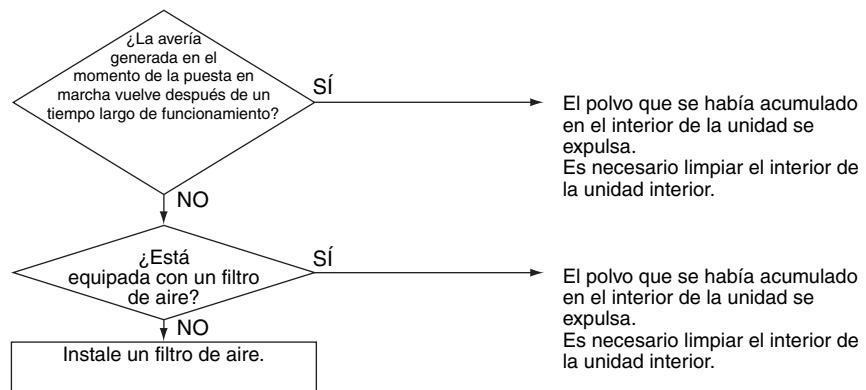 ¿La avería
generada en el
momento de la puesta en
marcha vuelve después de un
tiempo largo de funcionamiento?
SÍ
El polvo que se había acumulado
en el interior de la unidad se
expulsa.
Es necesario limpiar el interior de
la unidad interior.
NO
¿Está
equipada con un filtro
de aire?
SÍ
El polvo que se había acumulado
en el interior de la unidad se
expulsa.
Es necesario limpiar el interior de
la unidad interior.
NO
Instale un filtro de aire.